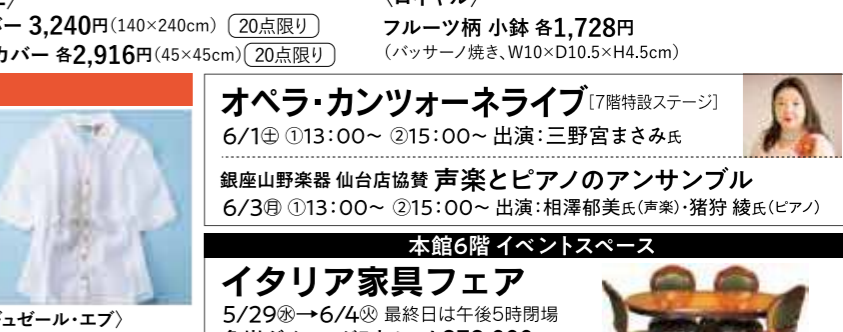 バー 3,240円(140×240cm) 20点限り
カバー 各2,916円(45×45cm) 20点限り
フルーツ柄 小鉢 各1,728円
(バッサーノ焼き、W10×D10.5×H4.5cm)
オペラ・カンツォーネライブ[7階特設ステージ]
6/1㊏ ①13:00~ ②15:00~ 出演:三野宮まさみ氏
銀座山野楽器 仙台店協賛 声楽とピアノのアンサンブル
6/3㊊ ①13:00~ ②15:00~ 出演:相澤郁美氏(声楽)・猪狩 綾氏(ピアノ)
本館6階 イベントスペース
イタリア家具フェア
5/29㊌→6/4㊋ 最終日は午後5時閉場
ュゼール・エブ〉